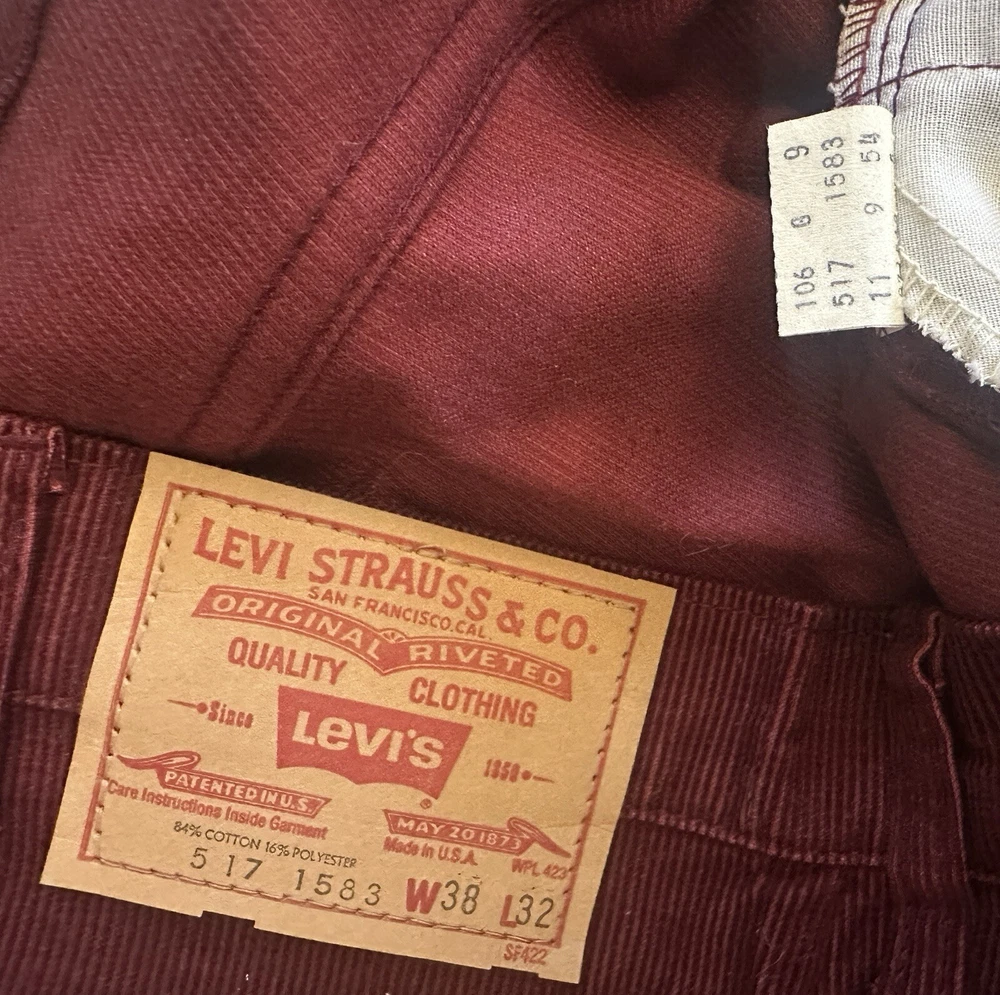 106 0 9
517 1583
11 9 54
LEVI STRAUSS & CO.
SAN FRANCISCO.CAL.
ORIGINAL RIVETED
QUALITY CLOTHING
Since Levi's 1850
®
PATENTED IN U.S. MAY 20 1873
Care Instructions Inside Garment Made in U.S.A.
WPL 423
84% COTTON 16% POLYESTER
517 1583 W38 L32
SF422